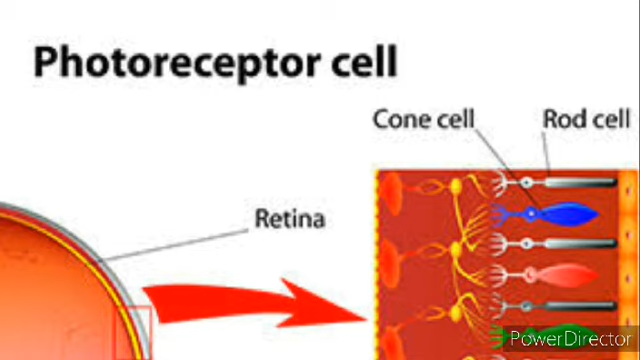 Photoreceptor cell
Cone cell
Rod cell
Retina
PowerDirector